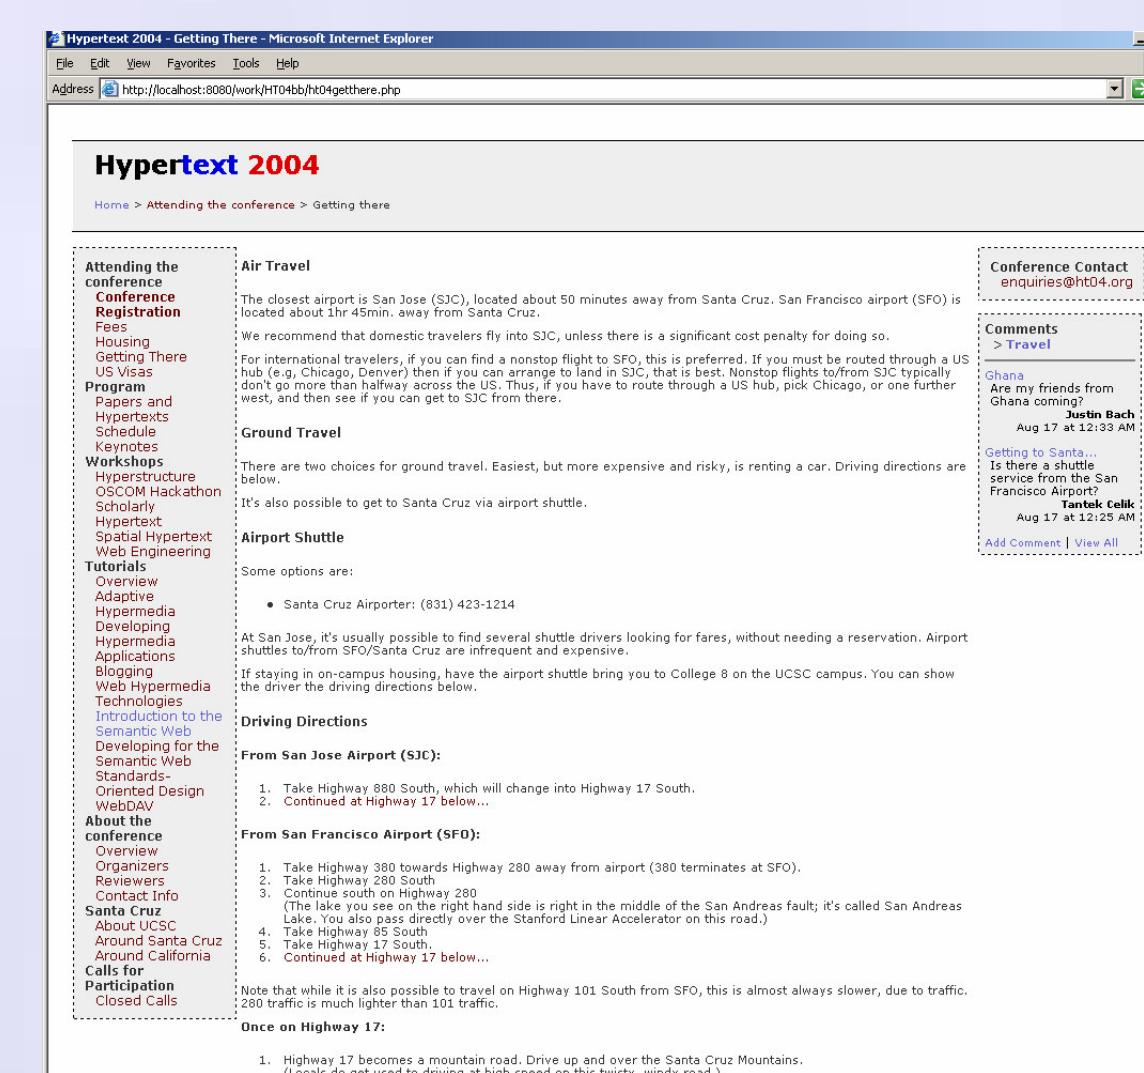 Hypertext 2004 - Getting There - Microsoft Internet Explorer
File Edit View Favorites Tools Help
Address http://localhost:8080/work/HT04bb/ht04getthere.php
Hypertext 2004
Home > Attending the conference > Getting there
Attending the
conference
Conference
Registration
Fees
Housing
Getting There
US Visas
Program
Papers and
Hypertexts
Schedule
Keynotes
Workshops
Hyperstructure
OSCOM Hackathon
Scholarly
Hypertext
Spatial Hypertext
Web Engineering
Tutorials
Overview
Adaptive
Hypermedia
Developing
Hypermedia
Applications
Blogging
Web Hypermedia
Technologies
Introduction to the
Semantic Web
Developing for the
Semantic Web
Standards-
Oriented Design
WebDAV
About the
conference
Overview
Organizers
Reviewers
Contact Info
Santa Cruz
About UCSC
Around Santa Cruz
Around California
Calls for
Participation
Closed Calls
Air Travel
The closest airport is San Jose (SJC), located about 50 minutes away from Santa Cruz. San Francisco airport (SFO) is
located about 1hr 45min. away from Santa Cruz.
We recommend that domestic travelers fly into SJC, unless there is a significant cost penalty for doing so.
For international travelers, if you can find a nonstop flight to SFO, this is preferred. If you must be routed through a US
hub (e.g, Chicago, Denver) then if you can arrange to land in SJC, that is best. Nonstop flights to/from SJC typically
don't go more than halfway across the US. Thus, if you have to route through a US hub, pick Chicago, or one further
west, and then see if you can get to SJC from there.
Ground Travel
There are two choices for ground travel. Easiest, but more expensive and risky, is renting a car. Driving directions are
below.
It's also possible to get to Santa Cruz via airport shuttle.
Airport Shuttle
Some options are:
• Santa Cruz Airporter: (831) 423-1214
At San Jose, it's usually possible to find several shuttle drivers looking for fares, without needing a reservation. Airport
shuttles to/from SFO/Santa Cruz are infrequent and expensive.
If staying in on-campus housing, have the airport shuttle bring you to College 8 on the UCSC campus. You can show
the driver the driving directions below.
Driving Directions
From San Jose Airport (SJC):
1. Take Highway 880 South, which will change into Highway 17 South.
2. Continued at Highway 17 below...
From San Francisco Airport (SFO):
1. Take Highway 380 towards Highway 280 away from airport (380 terminates at SFO).
2. Take Highway 280 South
3. Continue south on Highway 280
(The lake you see on the right hand side is right in the middle of the San Andreas fault; it's called San Andreas
Lake. You also pass directly over the Stanford Linear Accelerator on this road.)
4. Take Highway 85 South
5. Take Highway 17 South.
6. Continued at Highway 17 below...
Note that while it is also possible to travel on Highway 101 South from SFO, this is almost always slower, due to traffic.
280 traffic is much lighter than 101 traffic.
Once on Highway 17:
1. Highway 17 becomes a mountain road. Drive up and over the Santa Cruz Mountains.
(Locals do get used to driving at high speed on this twisty, windy road.)
Conference Contact
enquiries@ht04.org
Comments
> Travel
Ghana
Are my friends from
Ghana coming?
Justin Bach
Aug 17 at 12:33 AM
Getting to Santa...
Is there a shuttle
service from the San
Francisco Airport?
Tantek Celik
Aug 17 at 12:25 AM
Add Comment | View All